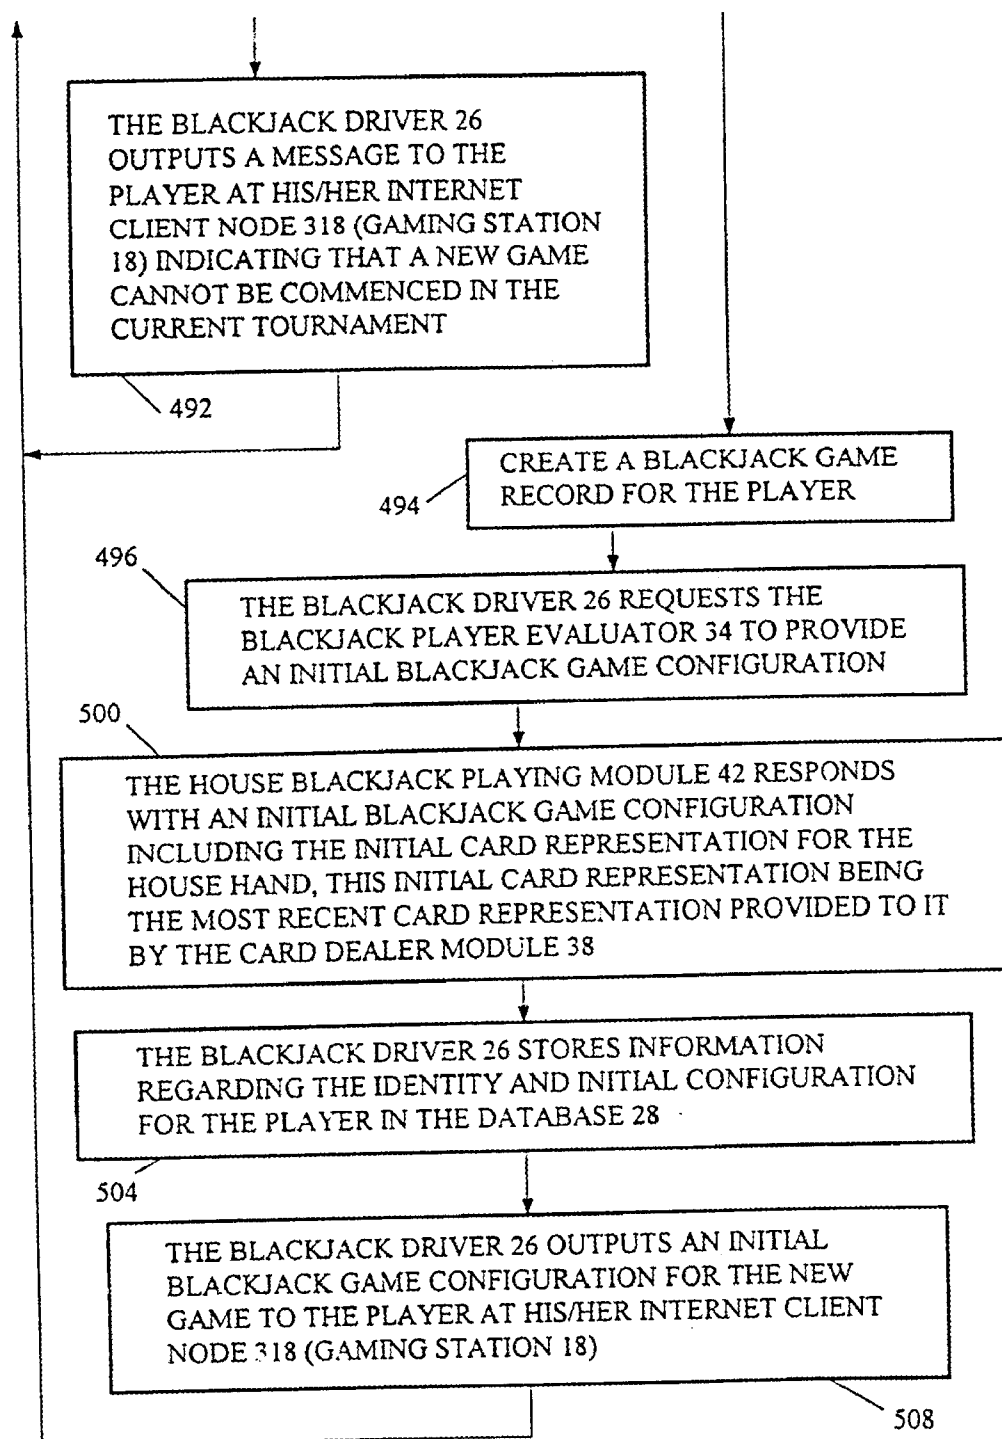 THE BLACKJACK DRIVER 26
OUTPUTS A MESSAGE TO THE
PLAYER AT HIS/HER INTERNET
CLIENT NODE 318 (GAMING STATION
18) INDICATING THAT A NEW GAME
CANNOT BE COMMENCED IN THE
CURRENT TOURNAMENT
492
CREATE A BLACKJACK GAME
RECORD FOR THE PLAYER
494
496
THE BLACKJACK DRIVER 26 REQUESTS THE
BLACKJACK PLAYER EVALUATOR 34 TO PROVIDE
AN INITIAL BLACKJACK GAME CONFIGURATION
500
THE HOUSE BLACKJACK PLAYING MODULE 42 RESPONDS
WITH AN INITIAL BLACKJACK GAME CONFIGURATION
INCLUDING THE INITIAL CARD REPRESENTATION FOR THE
HOUSE HAND, THIS INITIAL CARD REPRESENTATION BEING
THE MOST RECENT CARD REPRESENTATION PROVIDED TO IT
BY THE CARD DEALER MODULE 38
THE BLACKJACK DRIVER 26 STORES INFORMATION
REGARDING THE IDENTITY AND INITIAL CONFIGURATION
FOR THE PLAYER IN THE DATABASE 28
504
THE BLACKJACK DRIVER 26 OUTPUTS AN INITIAL
BLACKJACK GAME CONFIGURATION FOR THE NEW
GAME TO THE PLAYER AT HIS/HER INTERNET CLIENT
NODE 318 (GAMING STATION 18)
508